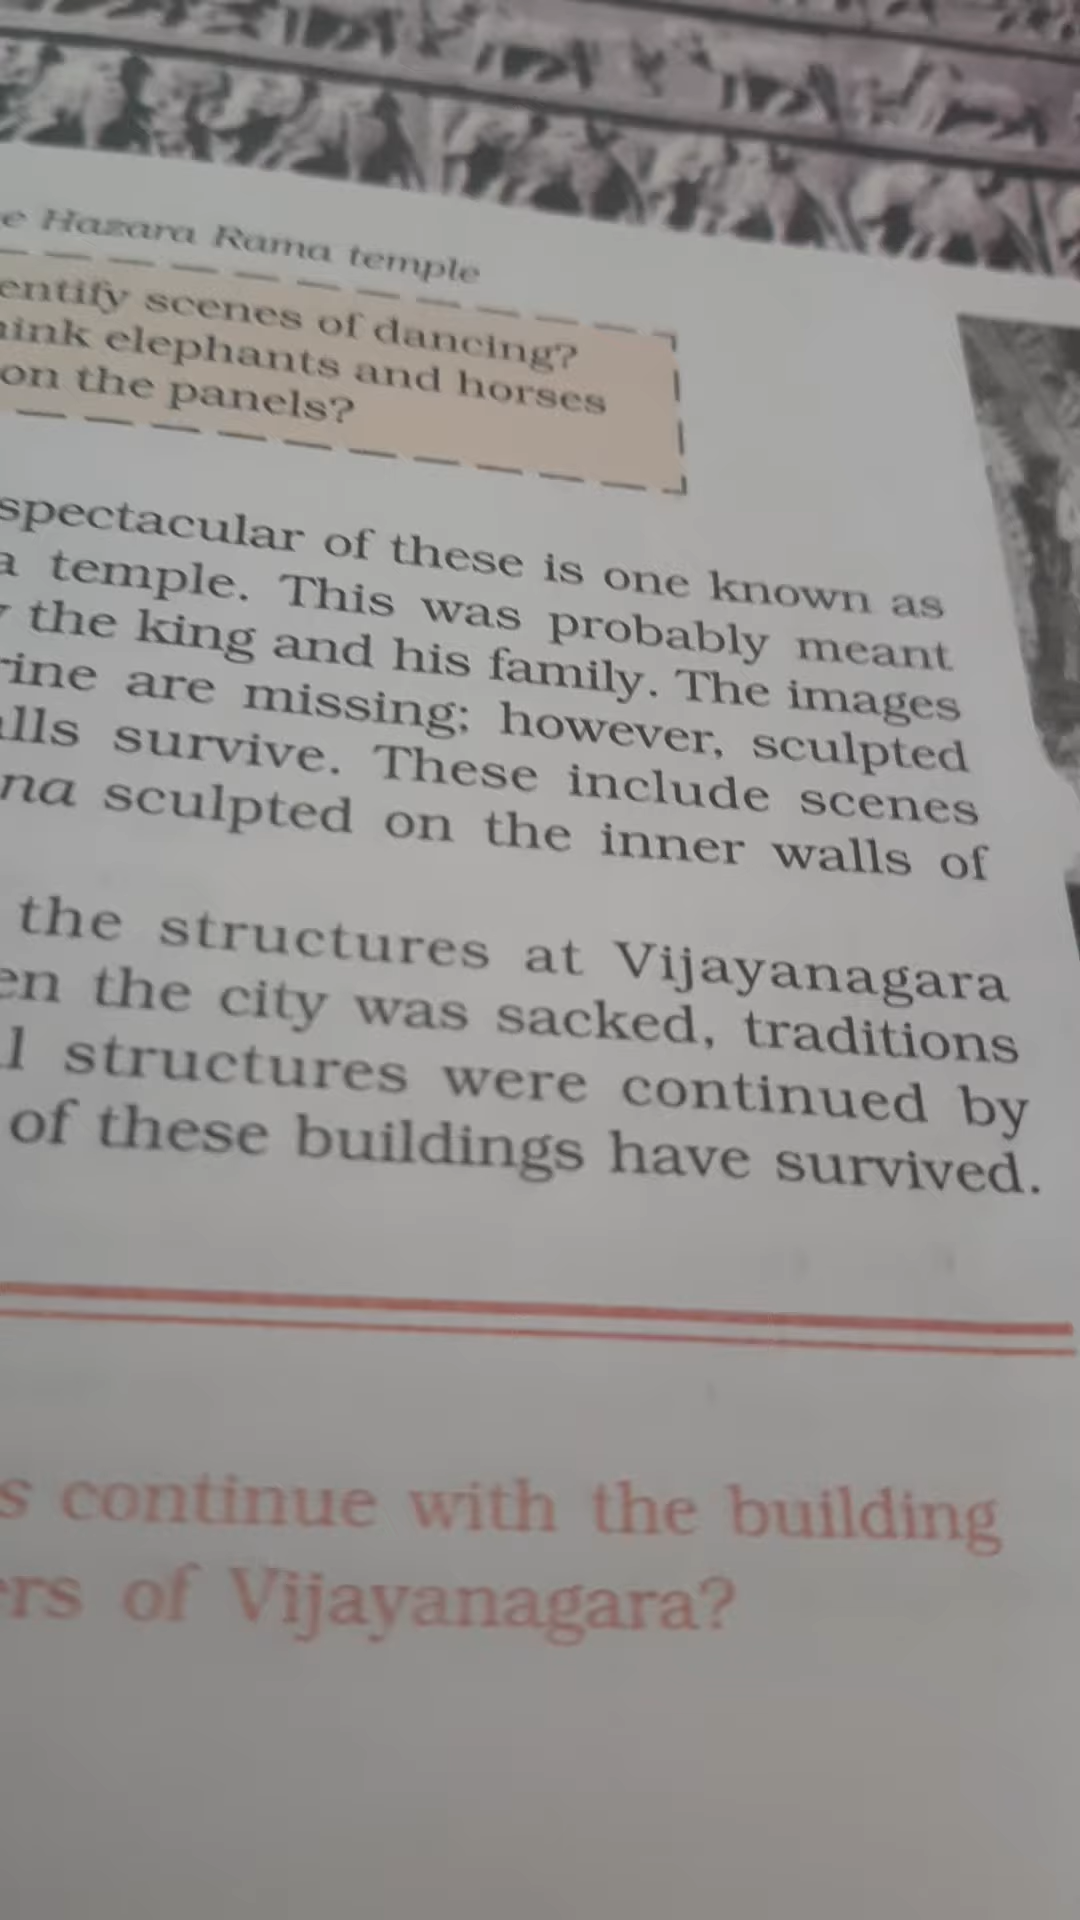 e Hazara Rama temple
entify scenes of dancing?
ink elephants and horses
on the panels?
spectacular of these is one known as
a temple. This was probably meant
the king and his family. The images
rine are missing; however, sculpted
lls survive. These include scenes
na sculpted on the inner walls of
the structures at Vijayanagara
en the city was sacked, traditions
l structures were continued by
of these buildings have survived.
s continue with the building
rs of Vijayanagara?